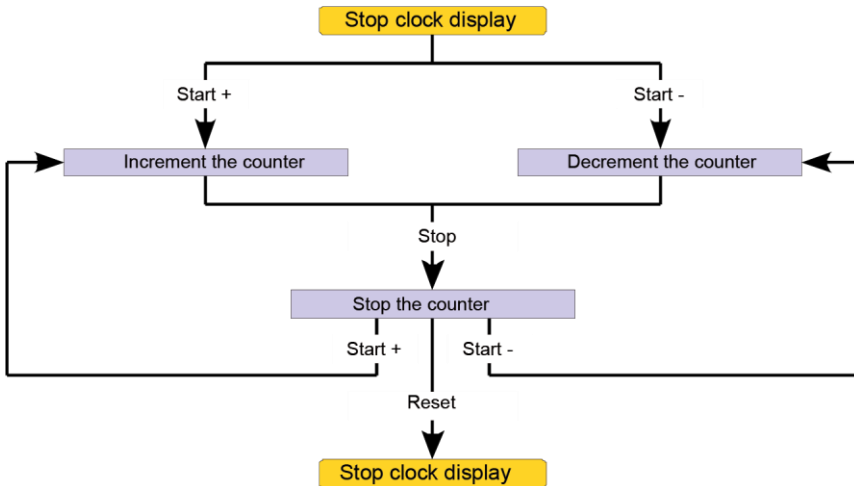 Stop clock display
Start +
Start -
Increment the counter
Decrement the counter
Stop
Stop the counter
Start +
Start -
Reset
Stop clock display